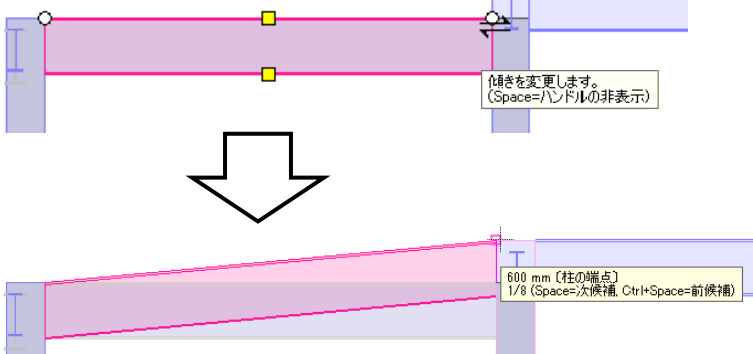 傾きを変更します。
(Space=ハンドルの非表示)
600 mm [柱の端点]
1/8 (Space=次候補, Ctrl+Space=前候補)